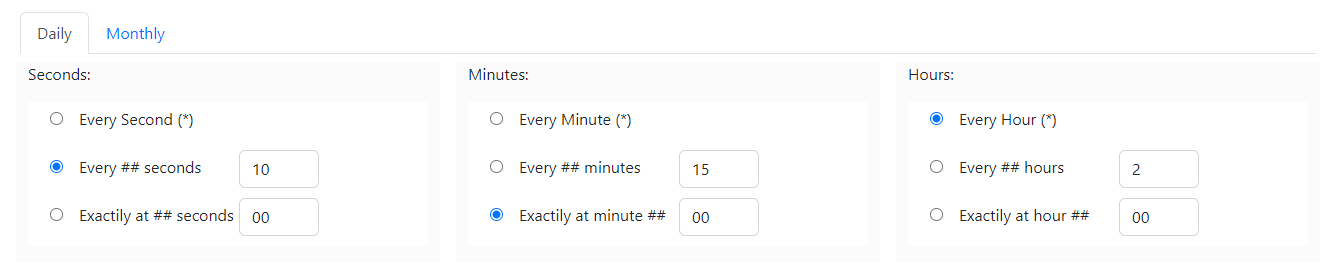 Daily Monthly
Seconds: Minutes: Hours:
Every Second (*) Every Minute (*) Every Hour (*)
Every ## seconds 10 Every ## minutes 15 Every ## hours 2
Exactily at ## seconds 00 Exactily at minute ## 00 Exactily at hour ## 00